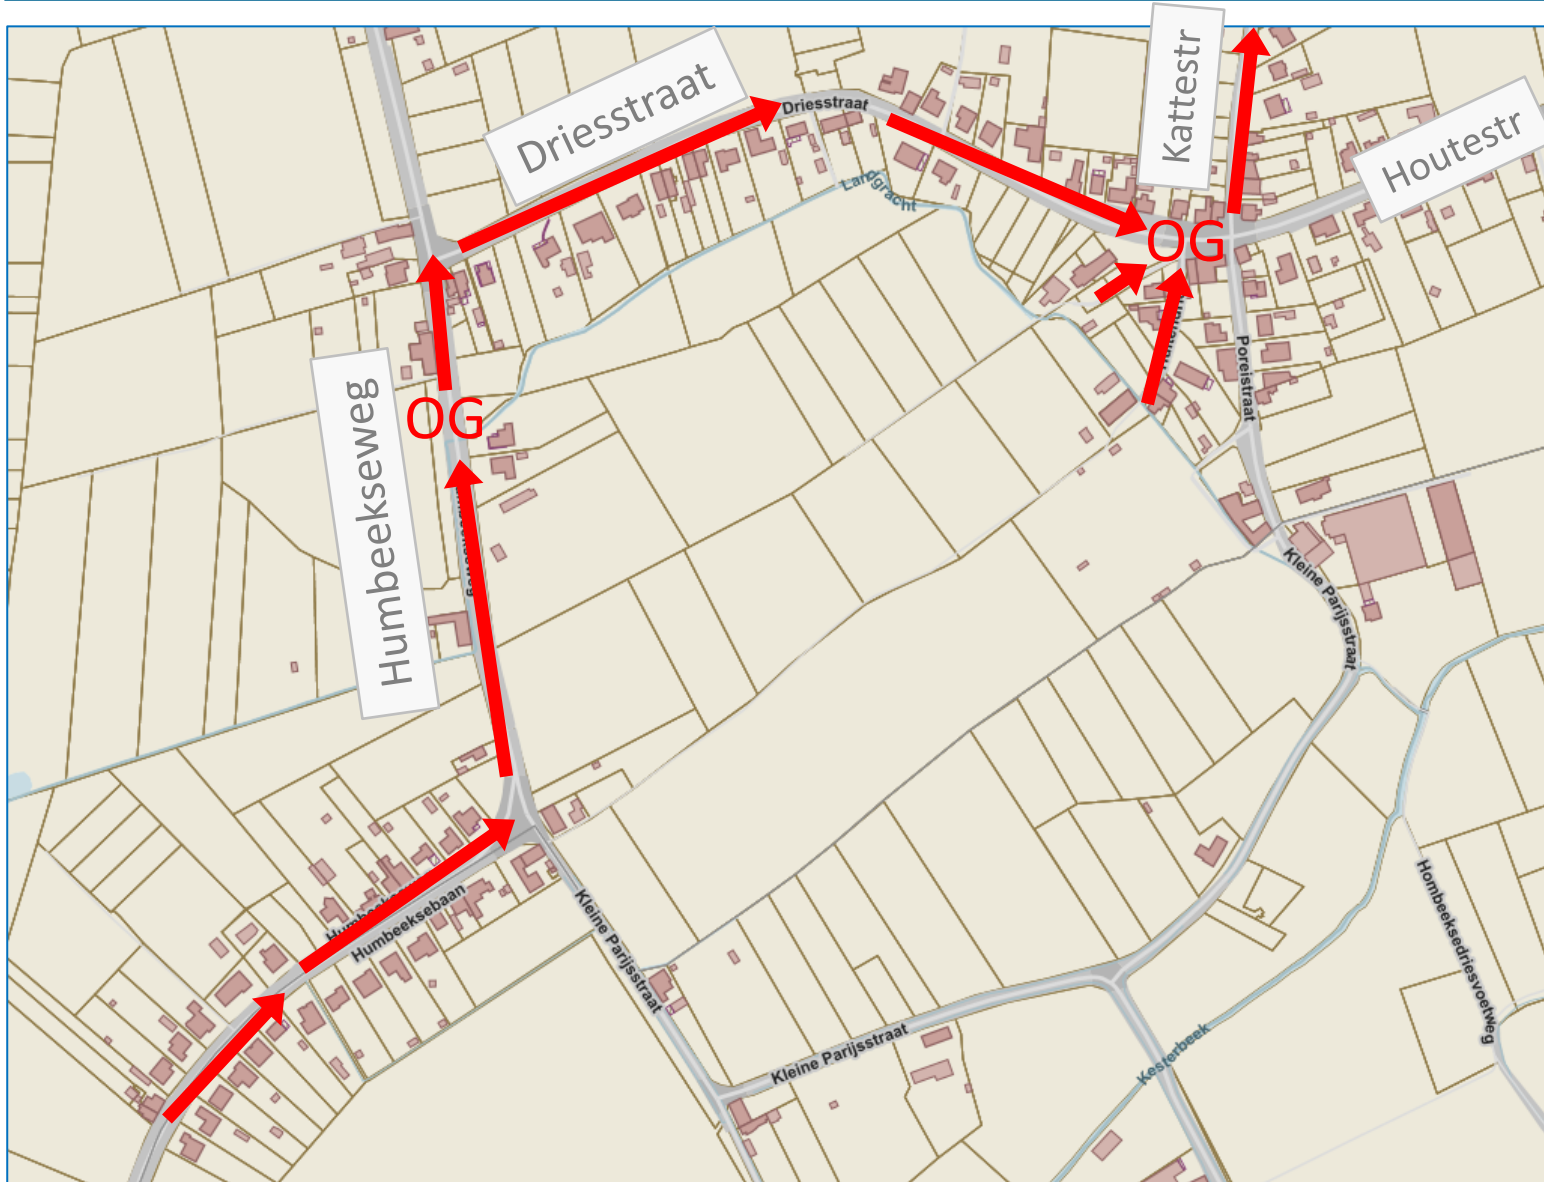 Kattestr
Driesstraat
Driesstraat
Houtestr
Landgracht
OG
Humbeekseweg
OG
Poreistraat
Kleine Parijsstraat
Humbeeksebaan
Kleine Parijsstraat
Hombeeksedriesvoetweg
Kleine Parijsstraat
Kesterbeek